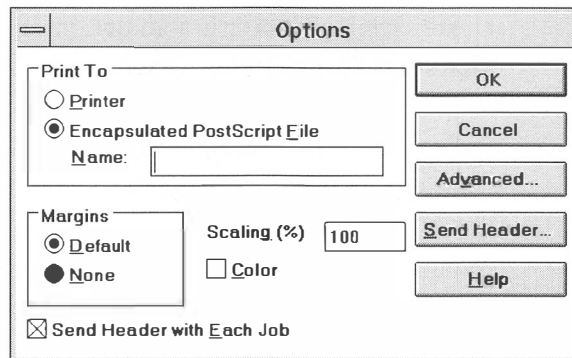 Options
Print To
Printer
Encapsulated PostScript File
Name:
Margins
Default
None
Scaling (%) 100
Color
Send Header with Each Job
OK
Cancel
Advanced...
Send Header...
Help